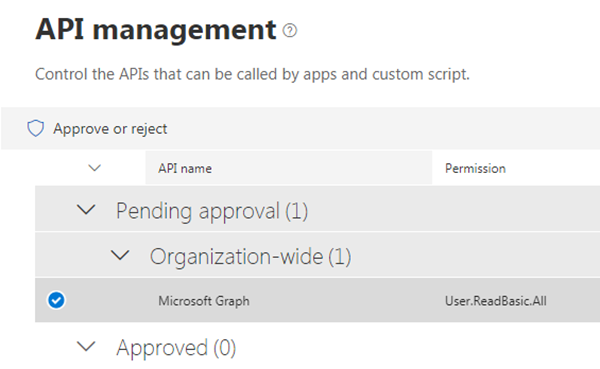 API management ?
Control the APIs that can be called by apps and custom script.
Approve or reject
API name Permission
Pending approval (1)
Organization-wide (1)
Microsoft Graph User.ReadBasic.All
Approved (0)